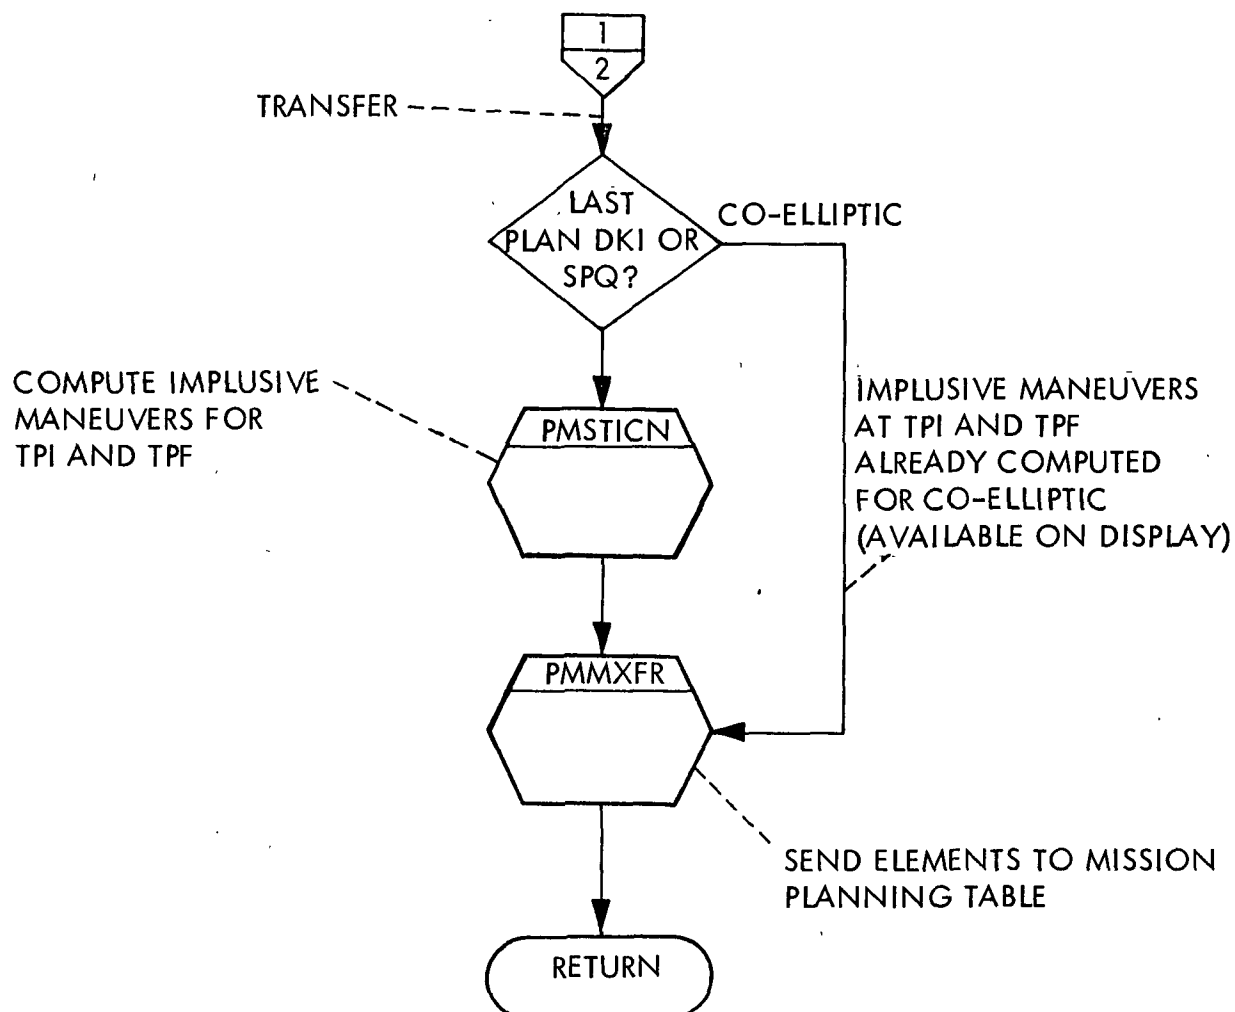 1
2
TRANSFER
LAST
PLAN DKI OR
SPQ?
CO-ELLIPTIC
COMPUTE IMPLUSIVE
MANEUVERS FOR
TPI AND TPF
PMSTICN
IMPLUSIVE MANEUVERS
AT TPI AND TPF
ALREADY COMPUTED
FOR CO-ELLIPTIC
(AVAILABLE ON DISPLAY)
PMMXFR
SEND ELEMENTS TO MISSION
PLANNING TABLE
RETURN